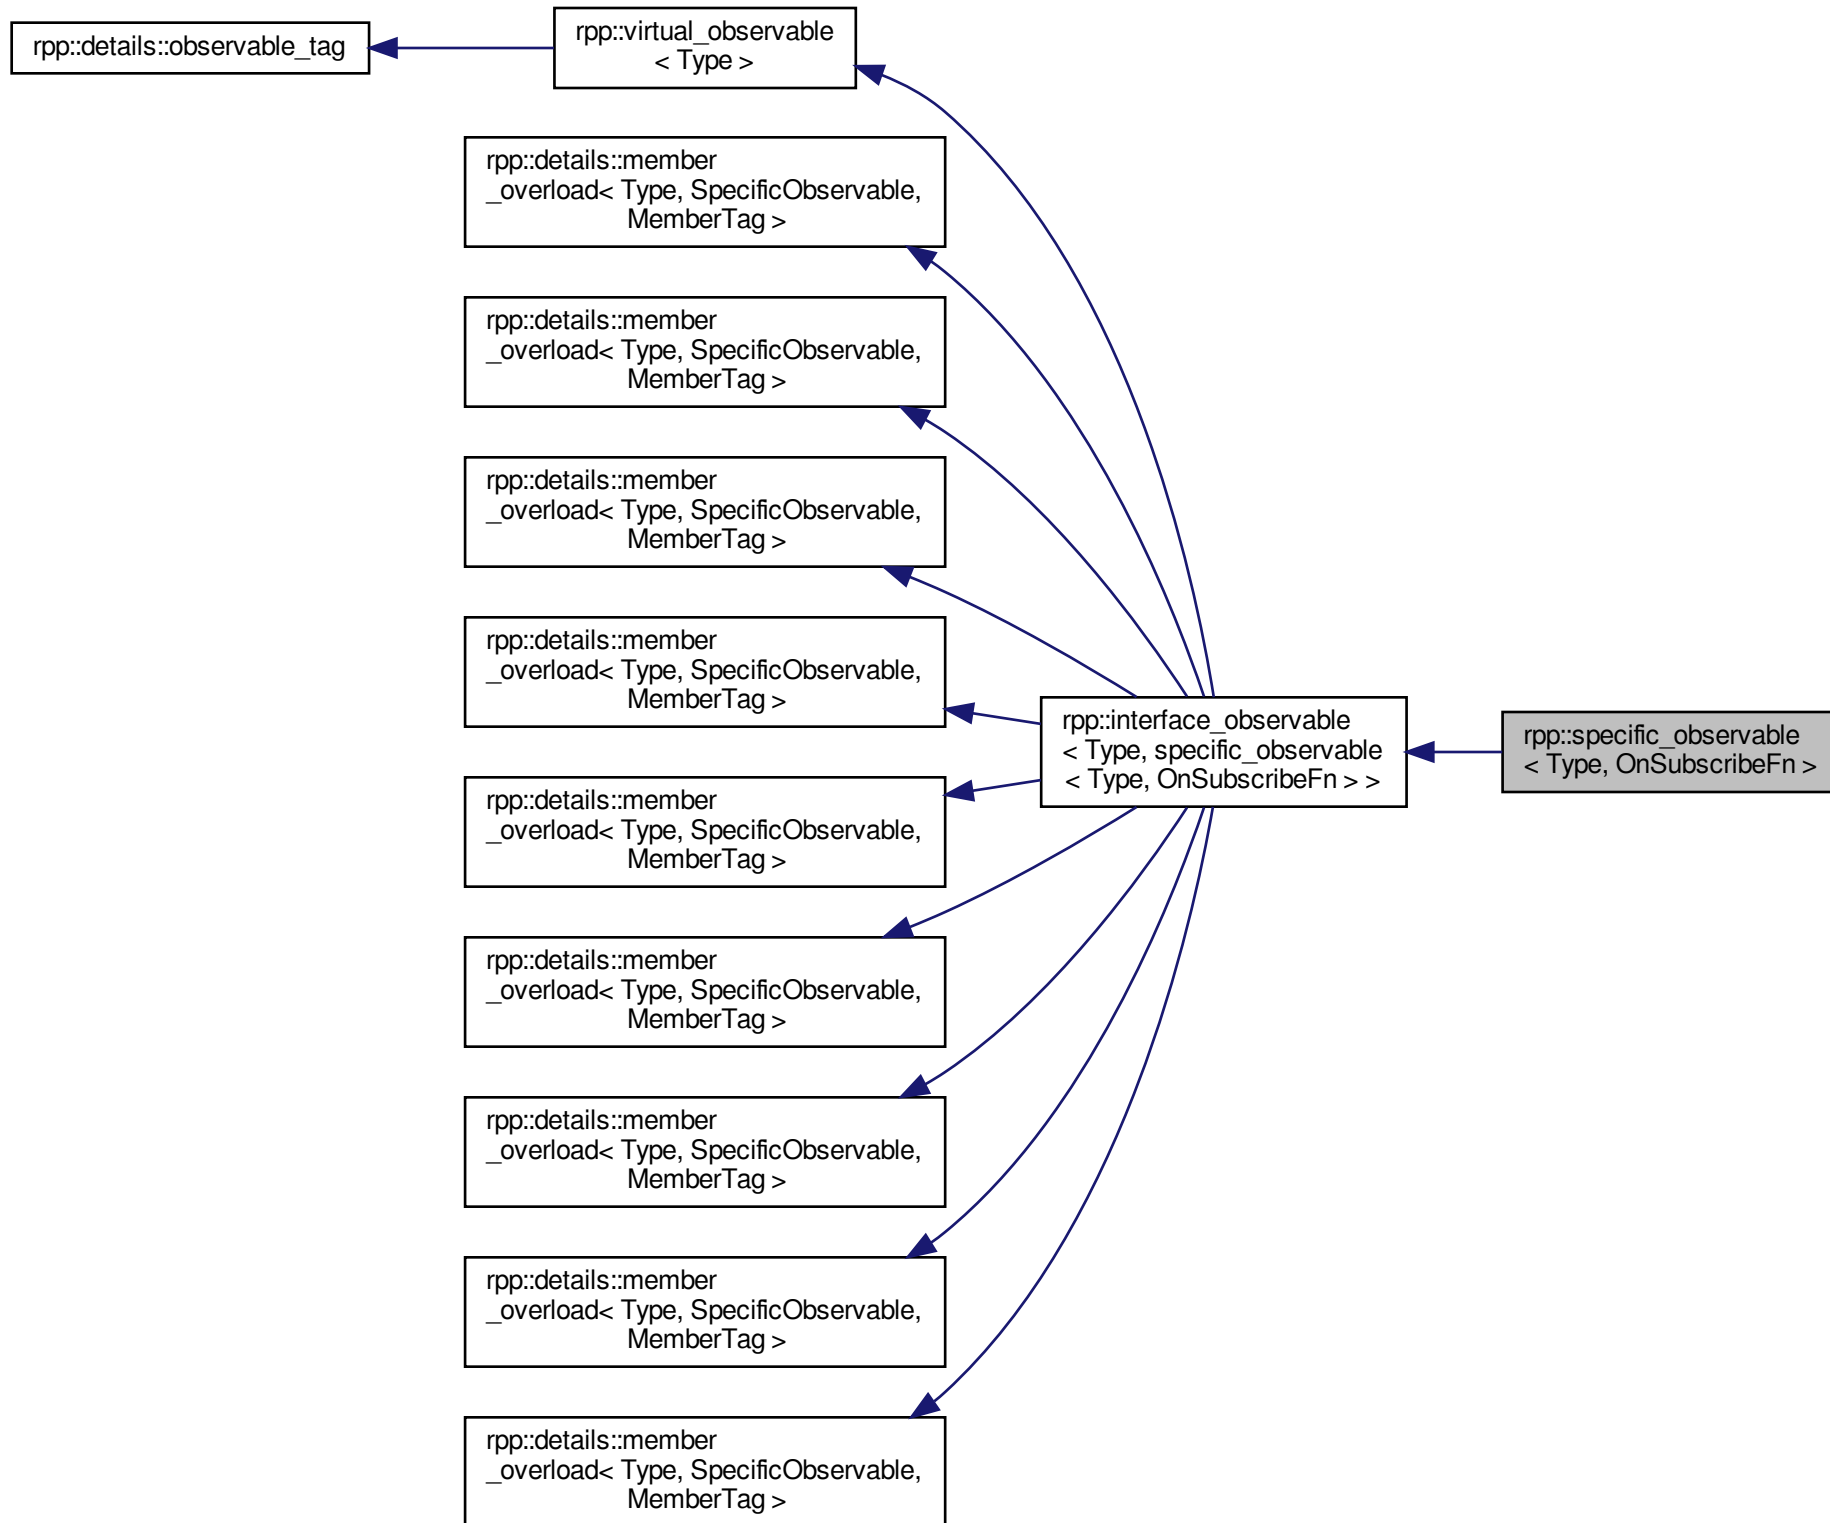 rpp::details::observable_tag
rpp::virtual_observable
< Type >
rpp::details::member
_overload< Type, SpecificObservable,
MemberTag >
rpp::details::member
_overload< Type, SpecificObservable,
MemberTag >
rpp::details::member
_overload< Type, SpecificObservable,
MemberTag >
rpp::details::member
_overload< Type, SpecificObservable,
MemberTag >
rpp::interface_observable
< Type, specific_observable
< Type, OnSubscribeFn > >
rpp::specific_observable
< Type, OnSubscribeFn >
rpp::details::member
_overload< Type, SpecificObservable,
MemberTag >
rpp::details::member
_overload< Type, SpecificObservable,
MemberTag >
rpp::details::member
_overload< Type, SpecificObservable,
MemberTag >
rpp::details::member
_overload< Type, SpecificObservable,
MemberTag >
rpp::details::member
_overload< Type, SpecificObservable,
MemberTag >